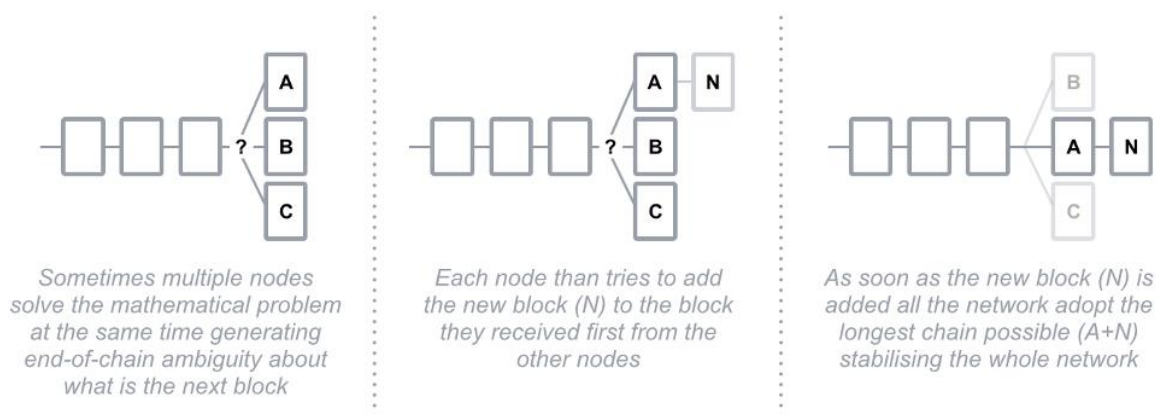 A
? B
C
Sometimes multiple nodes
solve the mathematical problem
at the same time generating
end-of-chain ambiguity about
what is the next block
A N
? B
C
Each node than tries to add
the new block (N) to the block
they received first from the
other nodes
B
A N
C
As soon as the new block (N) is
added all the network adopt the
longest chain possible (A+N)
stabilising the whole network